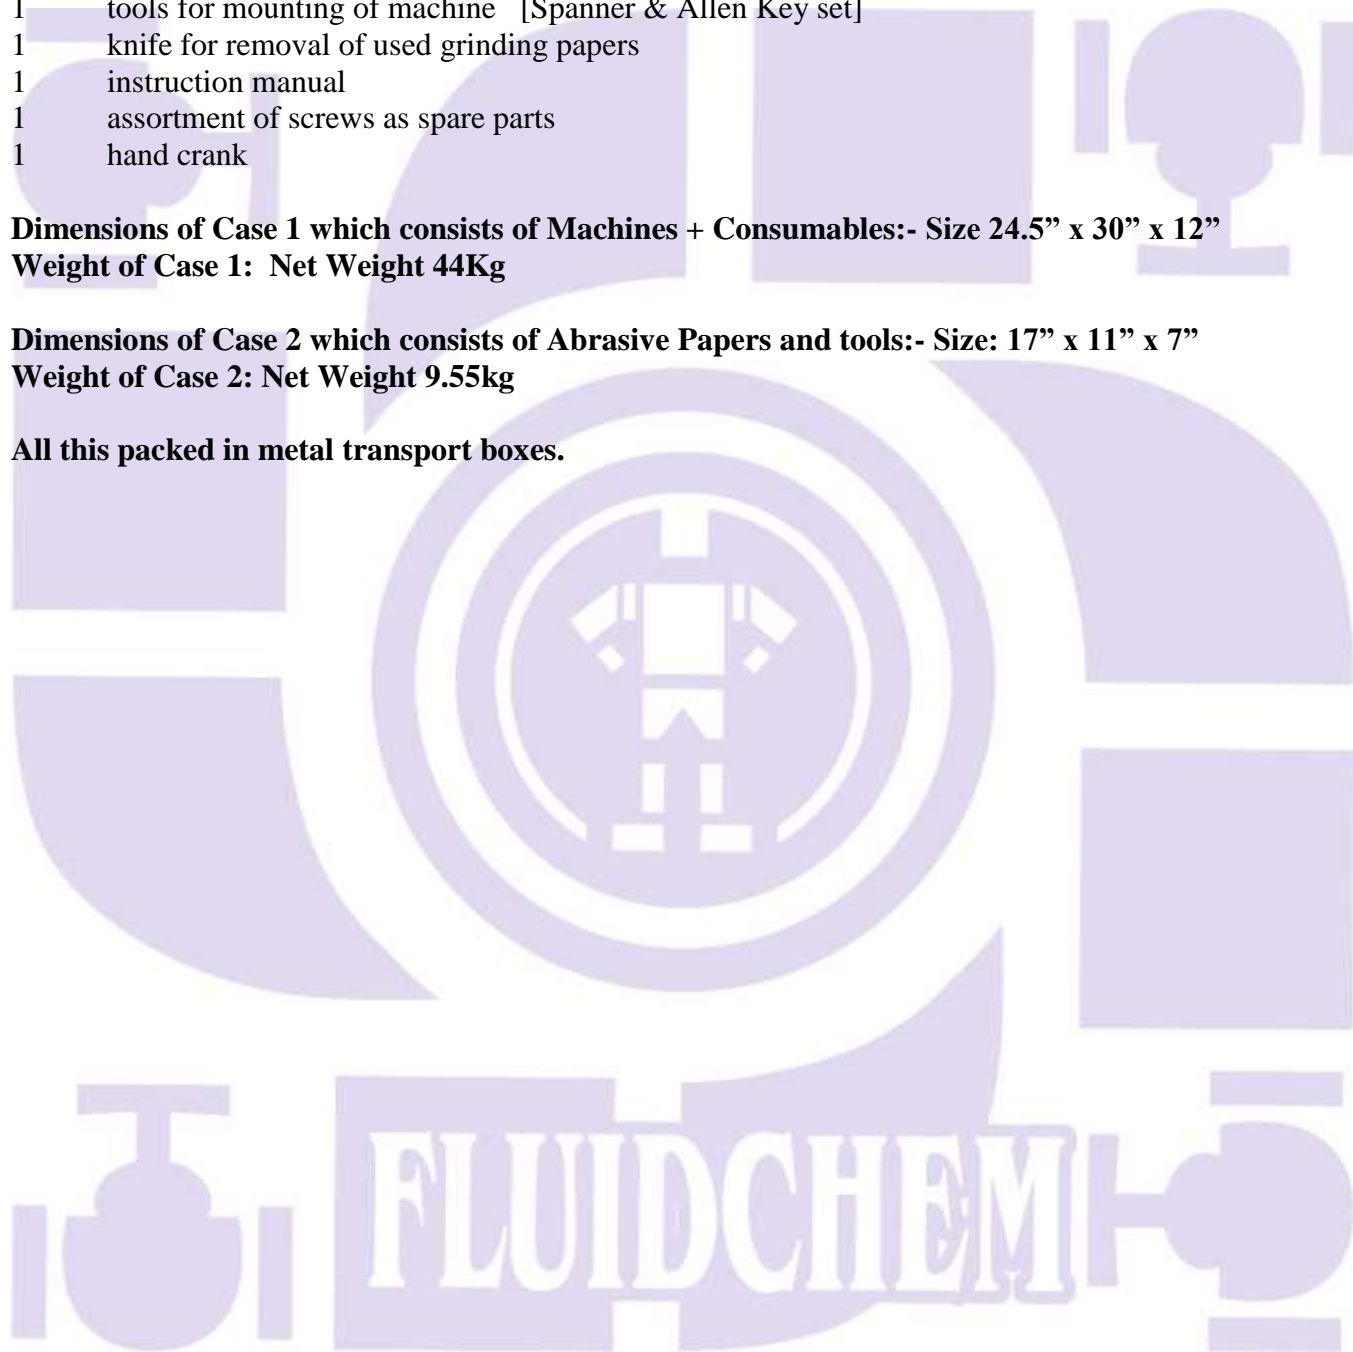 1 tools for mounting of machine [Spanner & Allen Key set]
1 knife for removal of used grinding papers
1 instruction manual
1 assortment of screws as spare parts
1 hand crank
Dimensions of Case 1 which consists of Machines + Consumables:- Size 24.5” x 30” x 12”
Weight of Case 1: Net Weight 44Kg
Dimensions of Case 2 which consists of Abrasive Papers and tools:- Size: 17” x 11” x 7”
Weight of Case 2: Net Weight 9.55kg
All this packed in metal transport boxes.
FLUIDCHEM